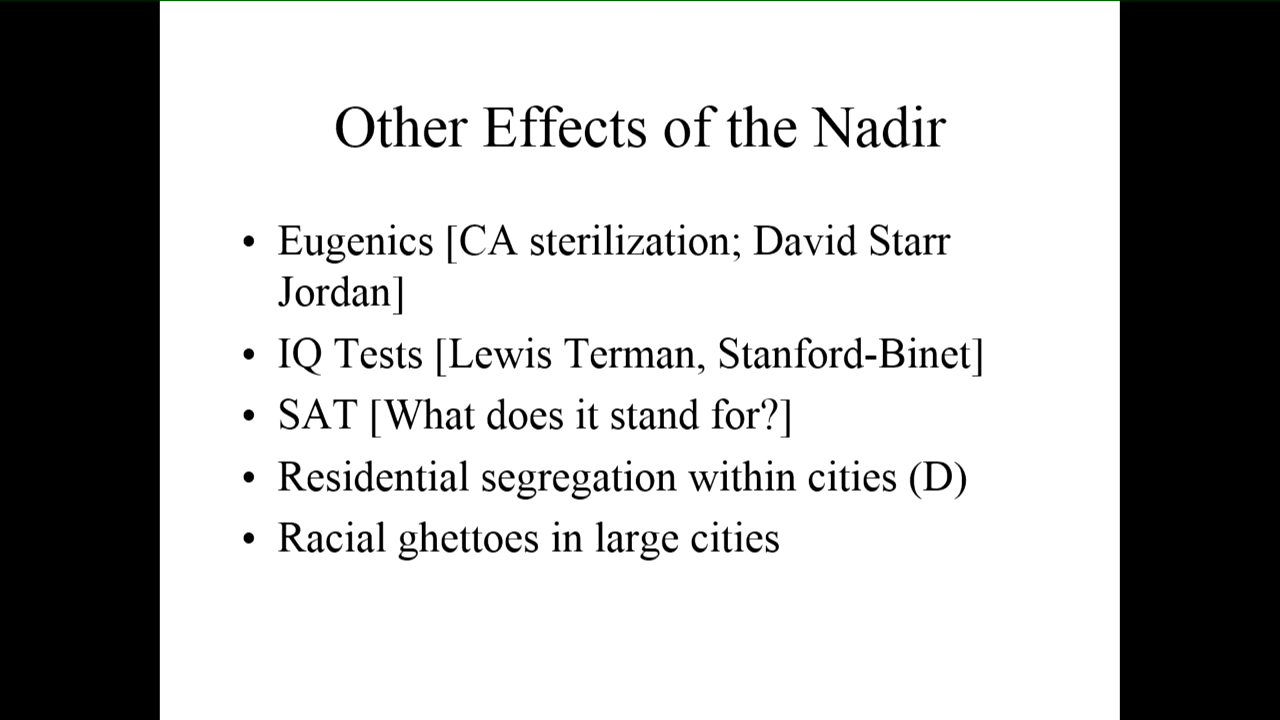 Other Effects of the Nadir
• Eugenics [CA sterilization; David Starr
Jordan]
• IQ Tests [Lewis Terman, Stanford-Binet]
• SAT [What does it stand for?]
• Residential segregation within cities (D)
• Racial ghettoes in large cities